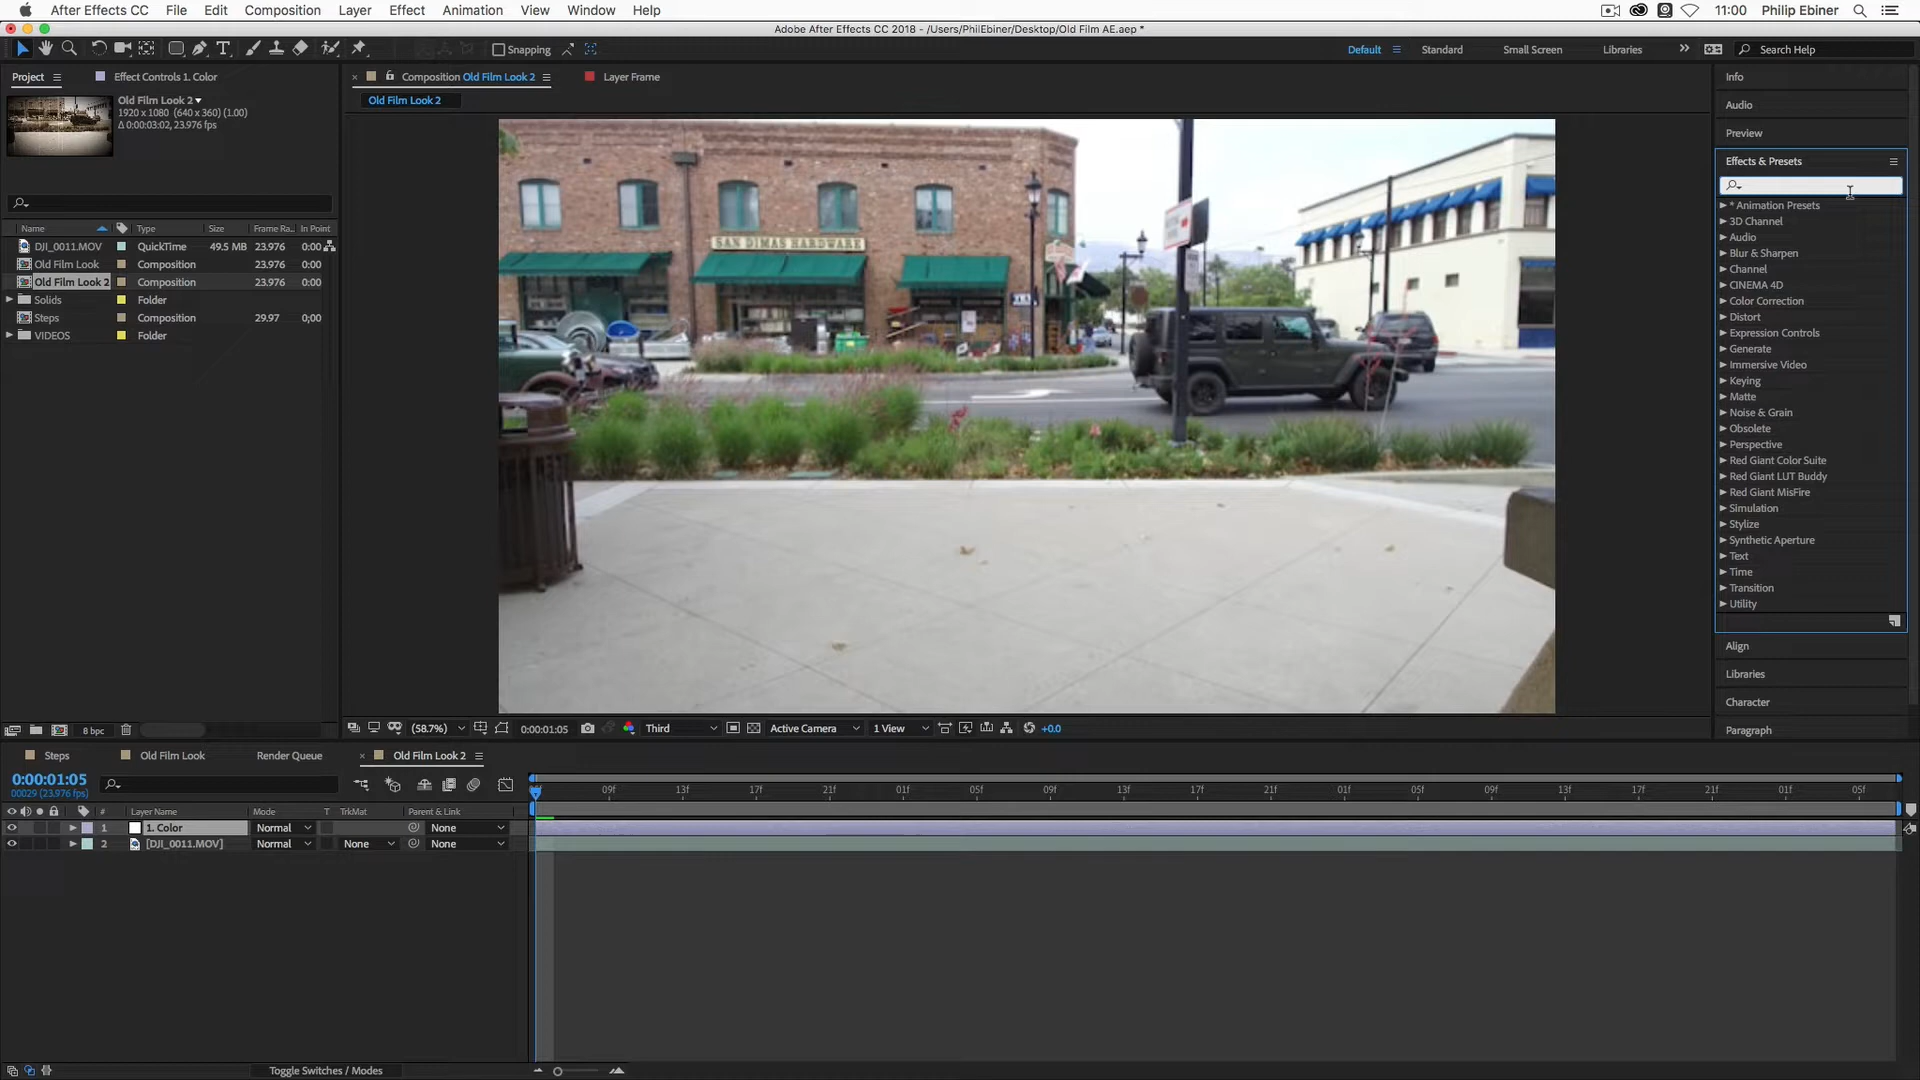 After Effects CC File Edit Composition Layer Effect Animation View Window Help 11:00 Philip Ebiner
Adobe After Effects CC 2018 - /Users/PhilEbiner/Desktop/Old Film AE.aep *
Snapping Default Standard Small Screen Libraries Search Help
Project Effect Controls 1. Color
Composition Old Film Look 2 Layer Frame
Old Film Look 2
Old Film Look 2
1920 x 1080 (640 x 360) (1.00)
Δ 0:00:03:02, 23.976 fps
Name Type Size Frame Ra... In Point
DJI_0011.MOV QuickTime 49.5 MB 23.976 0:00
Old Film Look Composition 23.976 0:00
Old Film Look 2 Composition 23.976 0:00
Solids Folder
Steps Composition 29.97 0;00
VIDEOS Folder
8 bpc
SAN DIMAS HARDWARE
(58.7%) 0:00:01:05 Third Active Camera 1 View +0.0
Info
Audio
Preview
Effects & Presets
* Animation Presets
3D Channel
Audio
Blur & Sharpen
Channel
CINEMA 4D
Color Correction
Distort
Expression Controls
Generate
Immersive Video
Keying
Matte
Noise & Grain
Obsolete
Perspective
Red Giant Color Suite
Red Giant LUT Buddy
Red Giant MisFire
Simulation
Stylize
Synthetic Aperture
Text
Time
Transition
Utility
Align
Libraries
Character
Paragraph
Steps Old Film Look Render Queue Old Film Look 2
0:00:01:05
00029 (23.976 fps)
09f 13f 17f 21f 01f 05f 09f 13f 17f 21f 01f 05f 09f 13f 17f 21f 01f 05f
# Layer Name Mode T TrkMat Parent & Link
1 1. Color Normal None
2 [DJI_0011.MOV] Normal None None
Toggle Switches / Modes